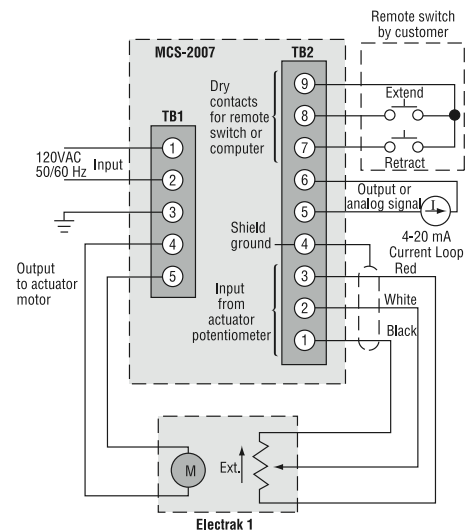 Remote switch
by customer
MCS-2007
TB2
Dry
contacts
for remote
switch or
computer
9
8
7
6
5
4
3
2
1
Extend
Retract
TB1
1
2
3
4
5
120VAC
50/60 Hz
Input
Output or
analog signal
4-20 mA
Current Loop
Shield
ground
Red
White
Black
Input
from
actuator
potentiometer
Output
to actuator
motor
M
Ext.
Electrak 1